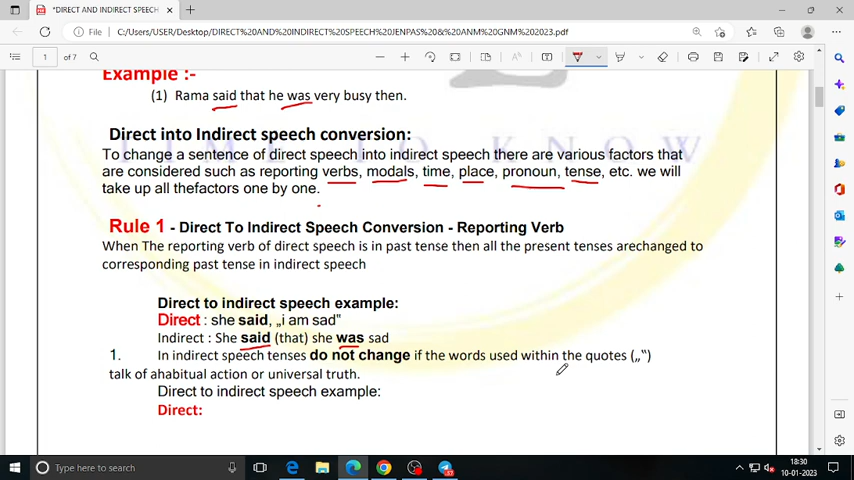 *DIRECT AND INDIRECT SPEECH
File
C:/Users/USER/Desktop/DIRECT%20AND%20INDIRECT%20SPEECH%20JENPAS%20&%20ANM%20GNM%202023.pdf
1 of 7
Example :-
(1) Rama said that he was very busy then.
Direct into Indirect speech conversion:
TIME TO KNOW
To change a sentence of direct speech into indirect speech there are various factors that
are considered such as reporting verbs, modals, time, place, pronoun, tense, etc. we will
take up all thefactors one by one.
Rule 1 - Direct To Indirect Speech Conversion - Reporting Verb
When The reporting verb of direct speech is in past tense then all the present tenses arechanged to
corresponding past tense in indirect speech
Direct to indirect speech example:
Direct : she said, „i am sad‟
Indirect : She said (that) she was sad
1. In indirect speech tenses do not change if the words used within the quotes („‟)
talk of ahabitual action or universal truth.
Direct to indirect speech example:
Direct:
Type here to search
18:30
10-01-2023